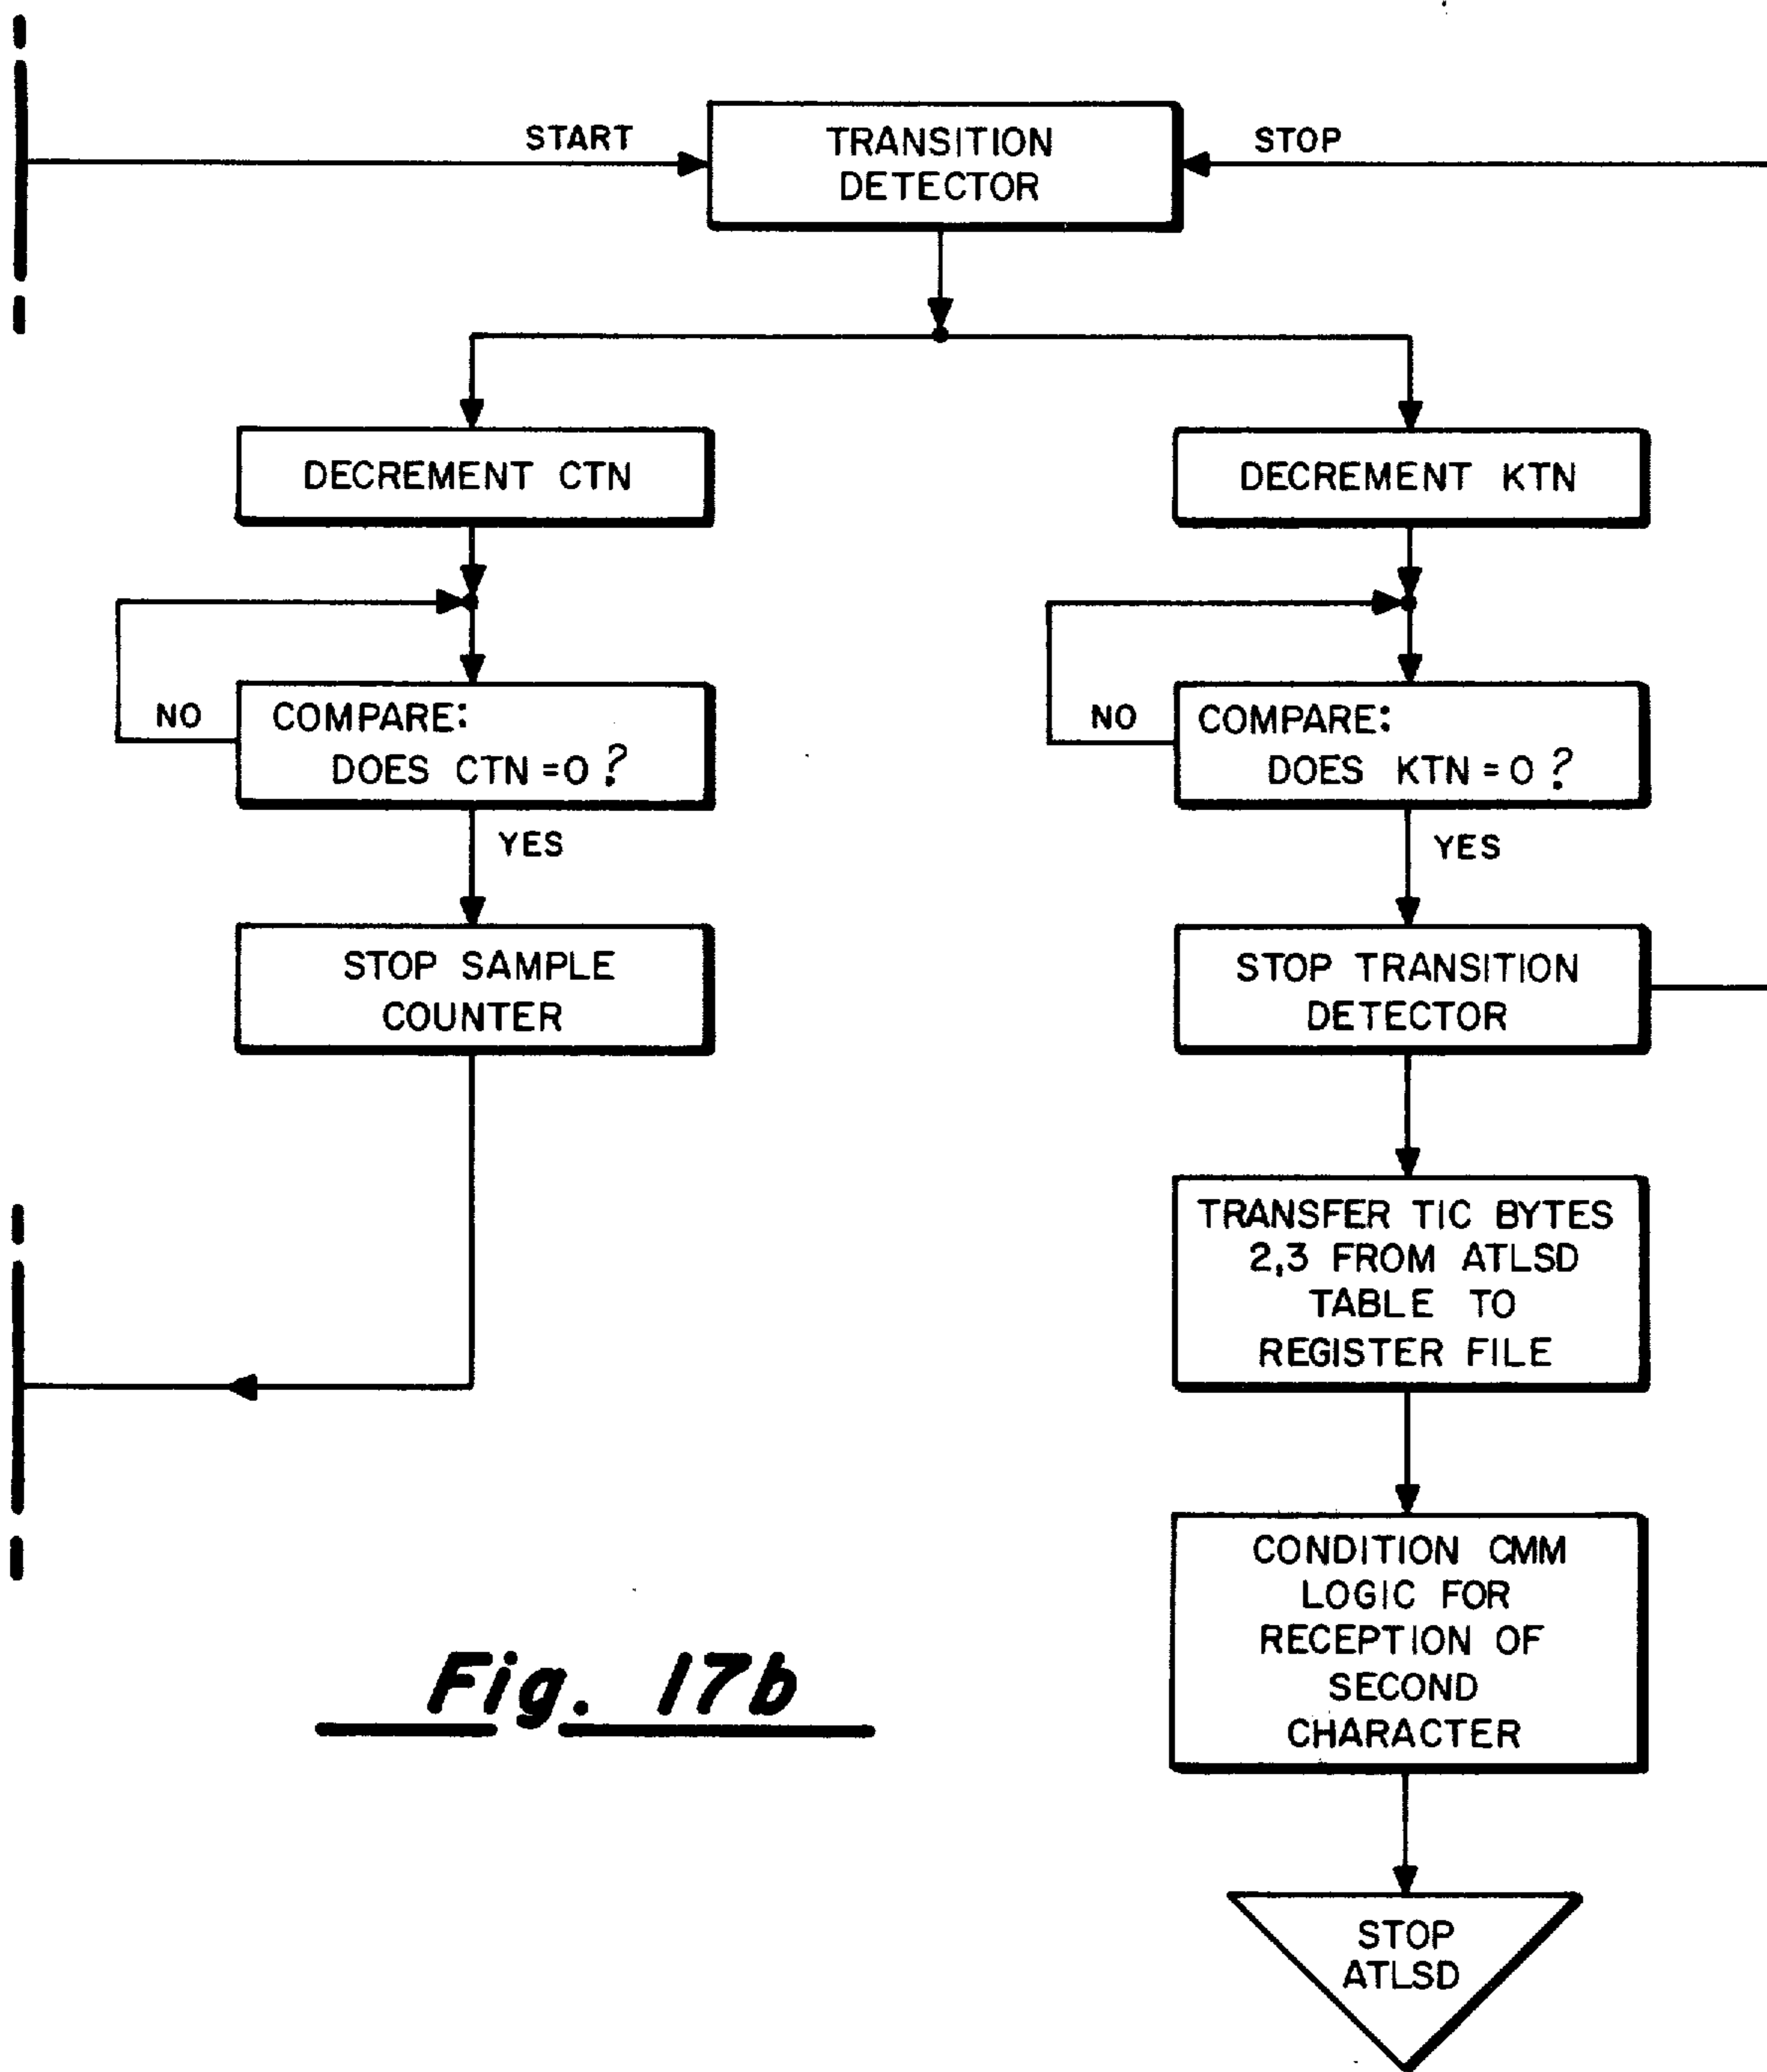 START
TRANSITION
DETECTOR
STOP
DECREMENT CTN
DECREMENT KTN
NO
COMPARE:
DOES CTN=0?
NO
COMPARE:
DOES KTN=0?
YES
YES
STOP SAMPLE
COUNTER
STOP TRANSITION
DETECTOR
TRANSFER TIC BYTES
2,3 FROM ATLSD
TABLE TO
REGISTER FILE
CONDITION CMM
LOGIC FOR
RECEPTION OF
SECOND
CHARACTER
Fig. 17b
STOP
ATLSD